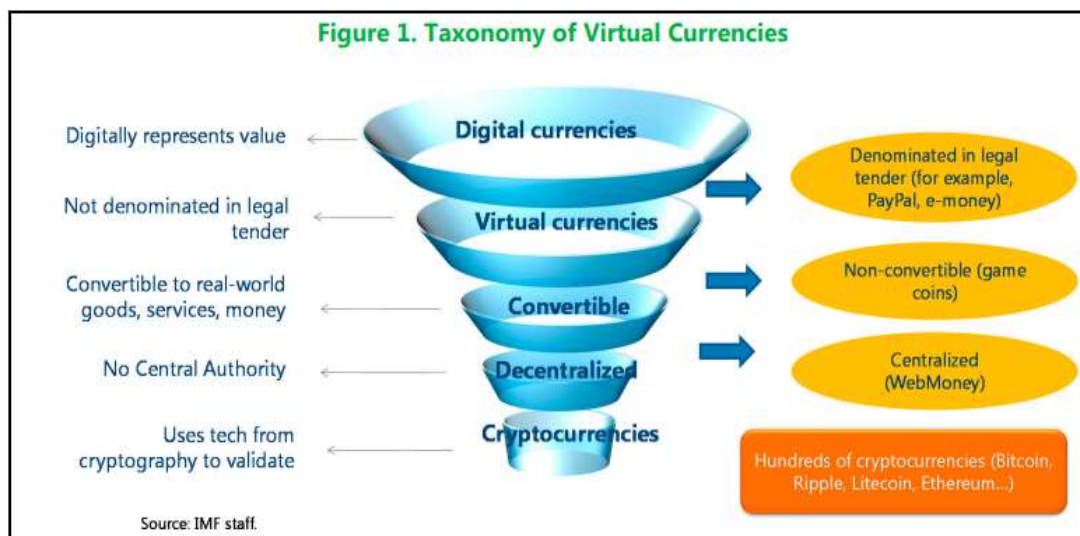 Figure 1. Taxonomy of Virtual Currencies
Digitally represents value
Digital currencies
Denominated in legal
tender (for example,
PayPal, e-money)
Not denominated in legal
tender
Virtual currencies
Non-convertible (game
coins)
Convertible to real-world
goods, services, money
Convertible
No Central Authority
Decentralized
Centralized
(WebMoney)
Uses tech from
cryptography to validate
Cryptocurrencies
Hundreds of cryptocurrencies (Bitcoin,
Ripple, Litecoin, Ethereum...)
Source: IMF staff.